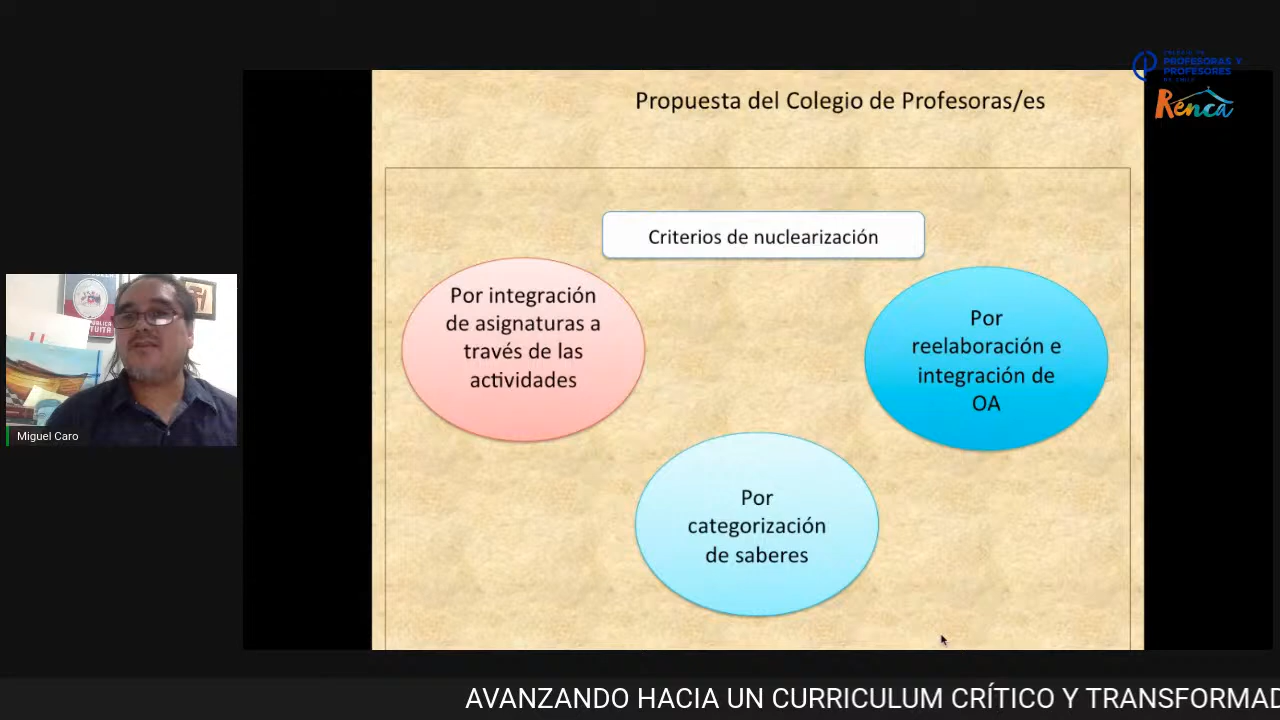 COLEGIO DE
PROFESORAS Y
PROFESORES
DE CHILE
Renca
Propuesta del Colegio de Profesoras/es
Criterios de nuclearización
Por integración
de asignaturas a
través de las
actividades
Por
reelaboración e
integración de
OA
Por
categorización
de saberes
Miguel Caro
AVANZANDO HACIA UN CURRICULUM CRÍTICO Y TRANSFORMAD